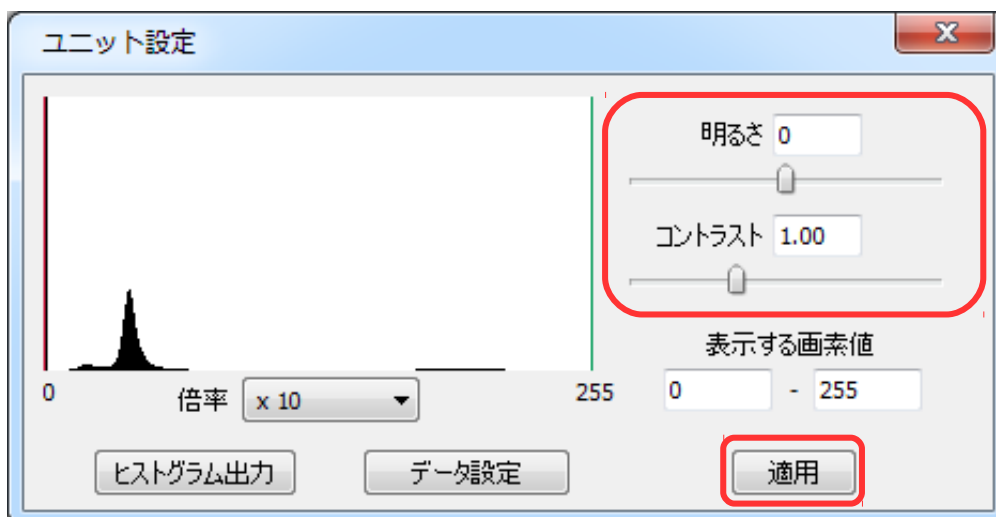 ユニット設定
明るさ 0
コントラスト 1.00
表示する画素値
0 - 255
0 255
倍率 x 10
ヒストグラム出力 データ設定 適用